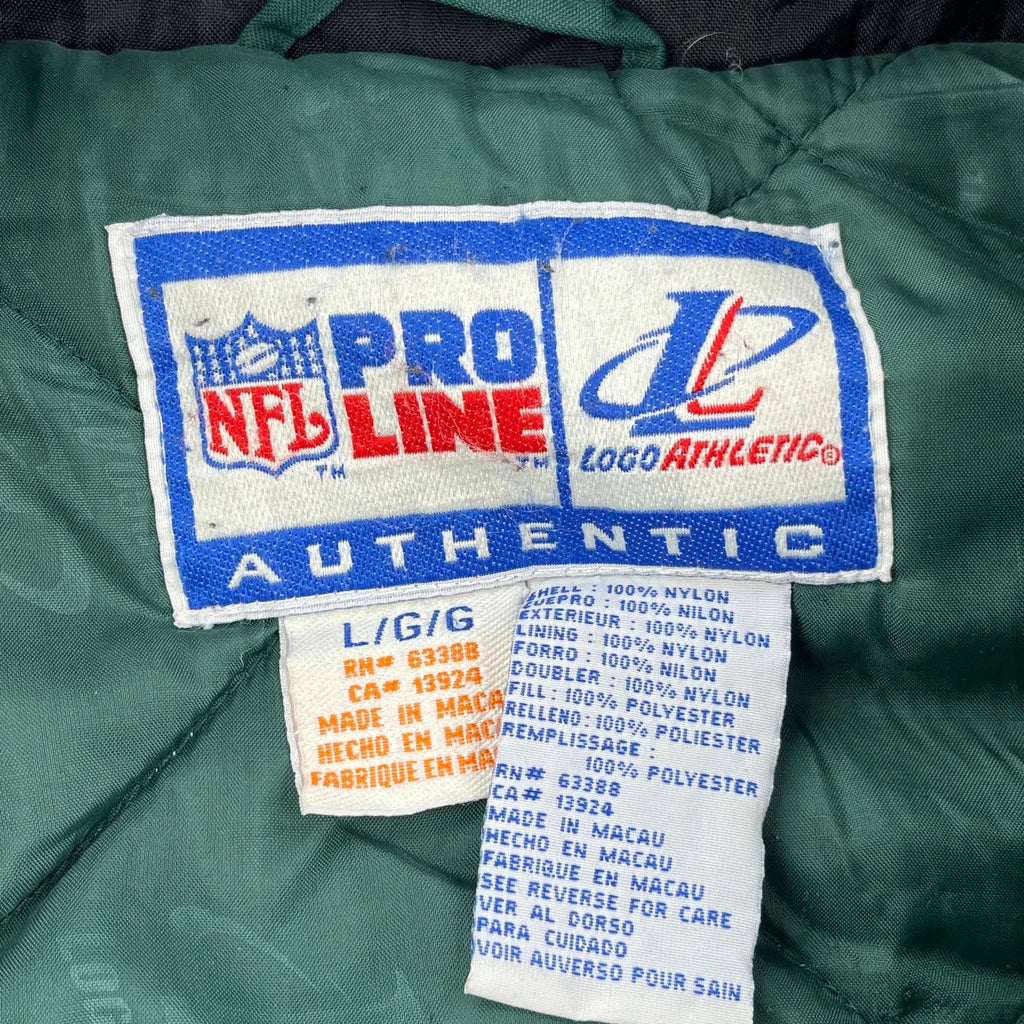 NFL
PRO
LINE
TM
TM
LOGO ATHLETIC®
AUTHENTIC
L/G/G
RN# 63388
CA# 13924
MADE IN MACA
HECHO EN MAC
FABRIQUE EN MA
SHELL : 100% NYLON
ZUEPRO : 100% NILON
EXTERIEUR : 100% NYLON
LINING : 100% NYLON
FORRO : 100% NILON
DOUBLER : 100% NYLON
FILL : 100% POLYESTER
RELLENO : 100% POLIESTER
REMPLISSAGE :
100% POLYESTER
RN# 63388
CA# 13924
MADE IN MACAU
HECHO EN MACAU
FABRIQUE EN MACAU
SEE REVERSE FOR CARE
VER AL DORSO
PARA CUIDADO
VOIR AUVERSO POUR SAIN